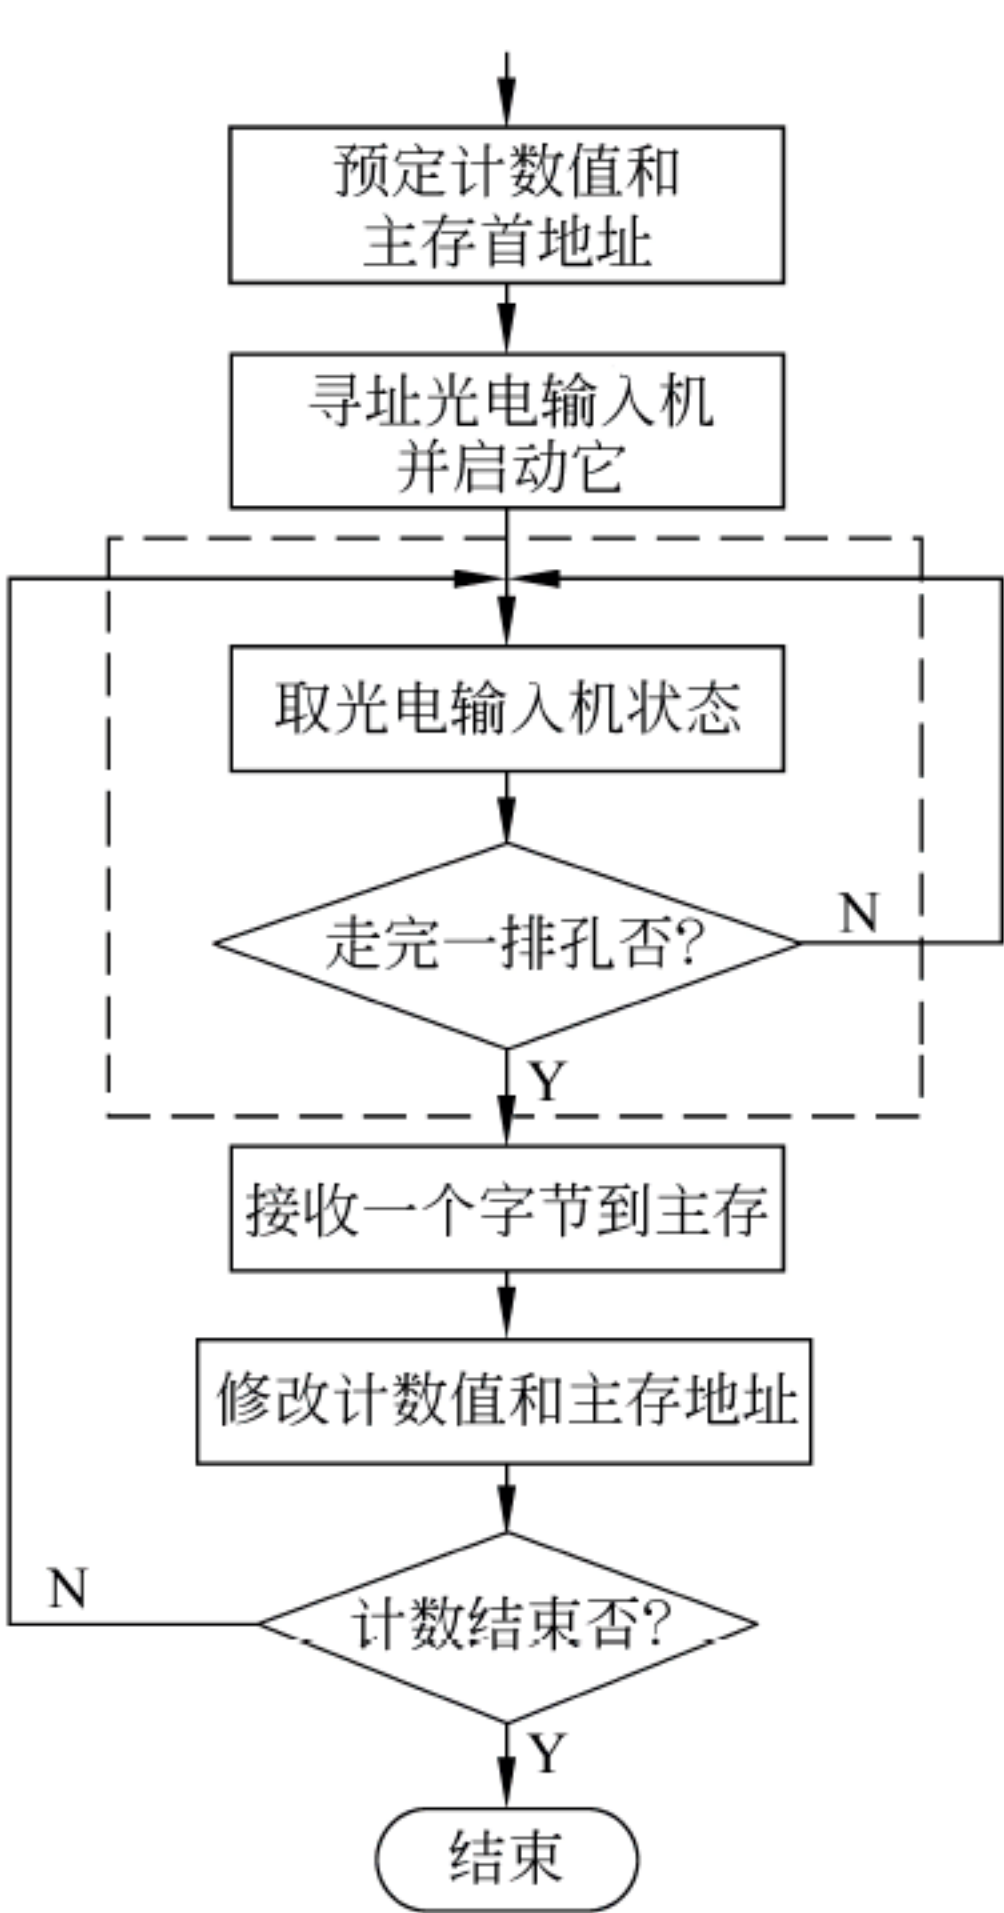 预定计数值和
主存首地址
寻址光电输入机
并启动它
取光电输入机状态
走完一排孔否?
N
Y
接收一个字节到主存
修改计数值和主存地址
N
计数结束否?
Y
结束